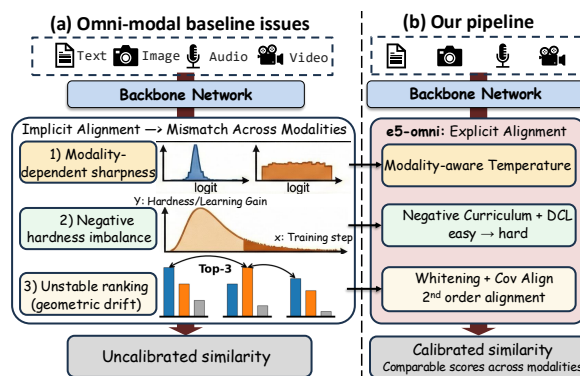 (a) Omni-modal baseline issues
Text Image Audio Video
Backbone Network
Implicit Alignment —> Mismatch Across Modalities
1) Modality-
dependent sharpness
logit
logit
2) Negative
hardness imbalance
Y: Hardness/Learning Gain
x: Training step
3) Unstable ranking
(geometric drift)
Top-3
Uncalibrated similarity
(b) Our pipeline
Backbone Network
e5-omni: Explicit Alignment
Modality-aware Temperature
Negative Curriculum + DCL
easy → hard
Whitening + Cov Align
2nd order alignment
Calibrated similarity
Comparable scores across modalities